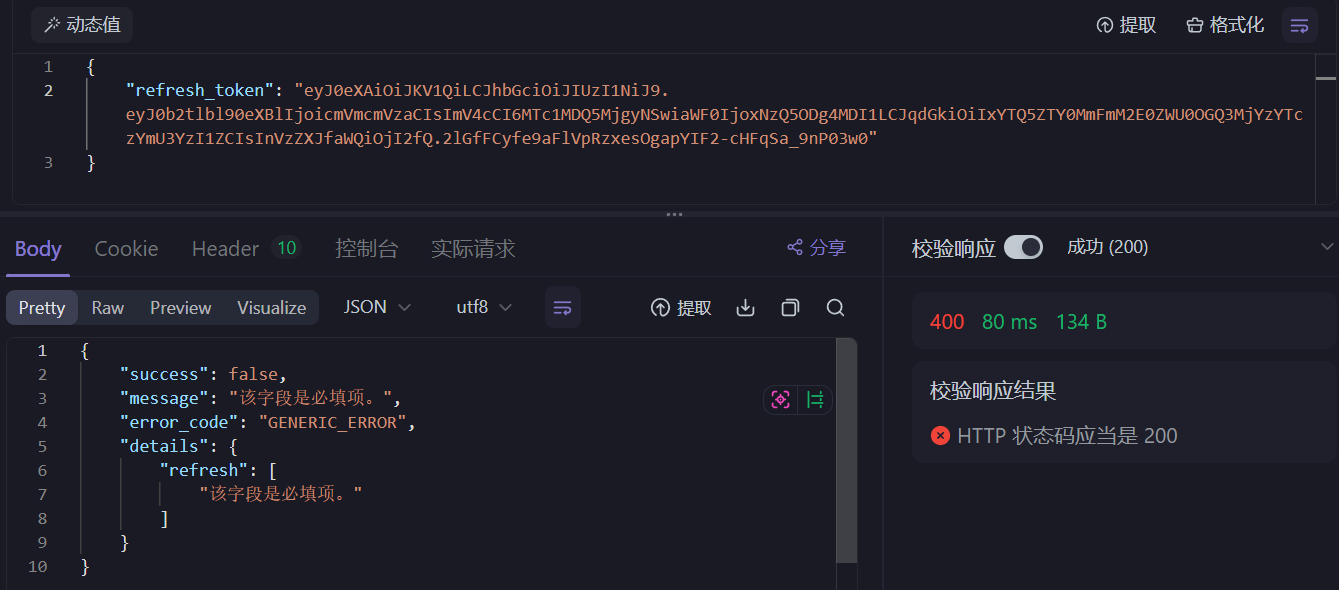 动态值
提取
格式化
1 {
2 "refresh_token": "eyJ0eXAiOiJKV1QiLCJhbGciOiJIUzI1NiJ9.
eyJ0b2tlbl90eXBlIjoicmVmcmVzaCIsImV4cCI6MTc1MDQ5MjgyNSwiaWF0IjoxNzQ5ODg4MDI1LCJqdGkiOiIxYTQ5ZTY0MmFmM2E0ZWU0OGQ3MjYzYTc
zYmU3YzI1ZCIsInVzZXJfaWQiOjI2fQ.2lGfFCyfe9aFlVpRzxesOgapYIF2-cHFqSa_9nP03w0"
3 }
Body Cookie Header 10 控制台 实际请求 分享
Pretty Raw Preview Visualize JSON utf8 提取
1 {
2 "success": false,
3 "message": "该字段是必填项。",
4 "error_code": "GENERIC_ERROR",
5 "details": {
6 "refresh": [
7 "该字段是必填项。"
8 ]
9 }
10 }
校验响应 成功 (200)
400 80 ms 134 B
校验响应结果
HTTP 状态码应当是 200